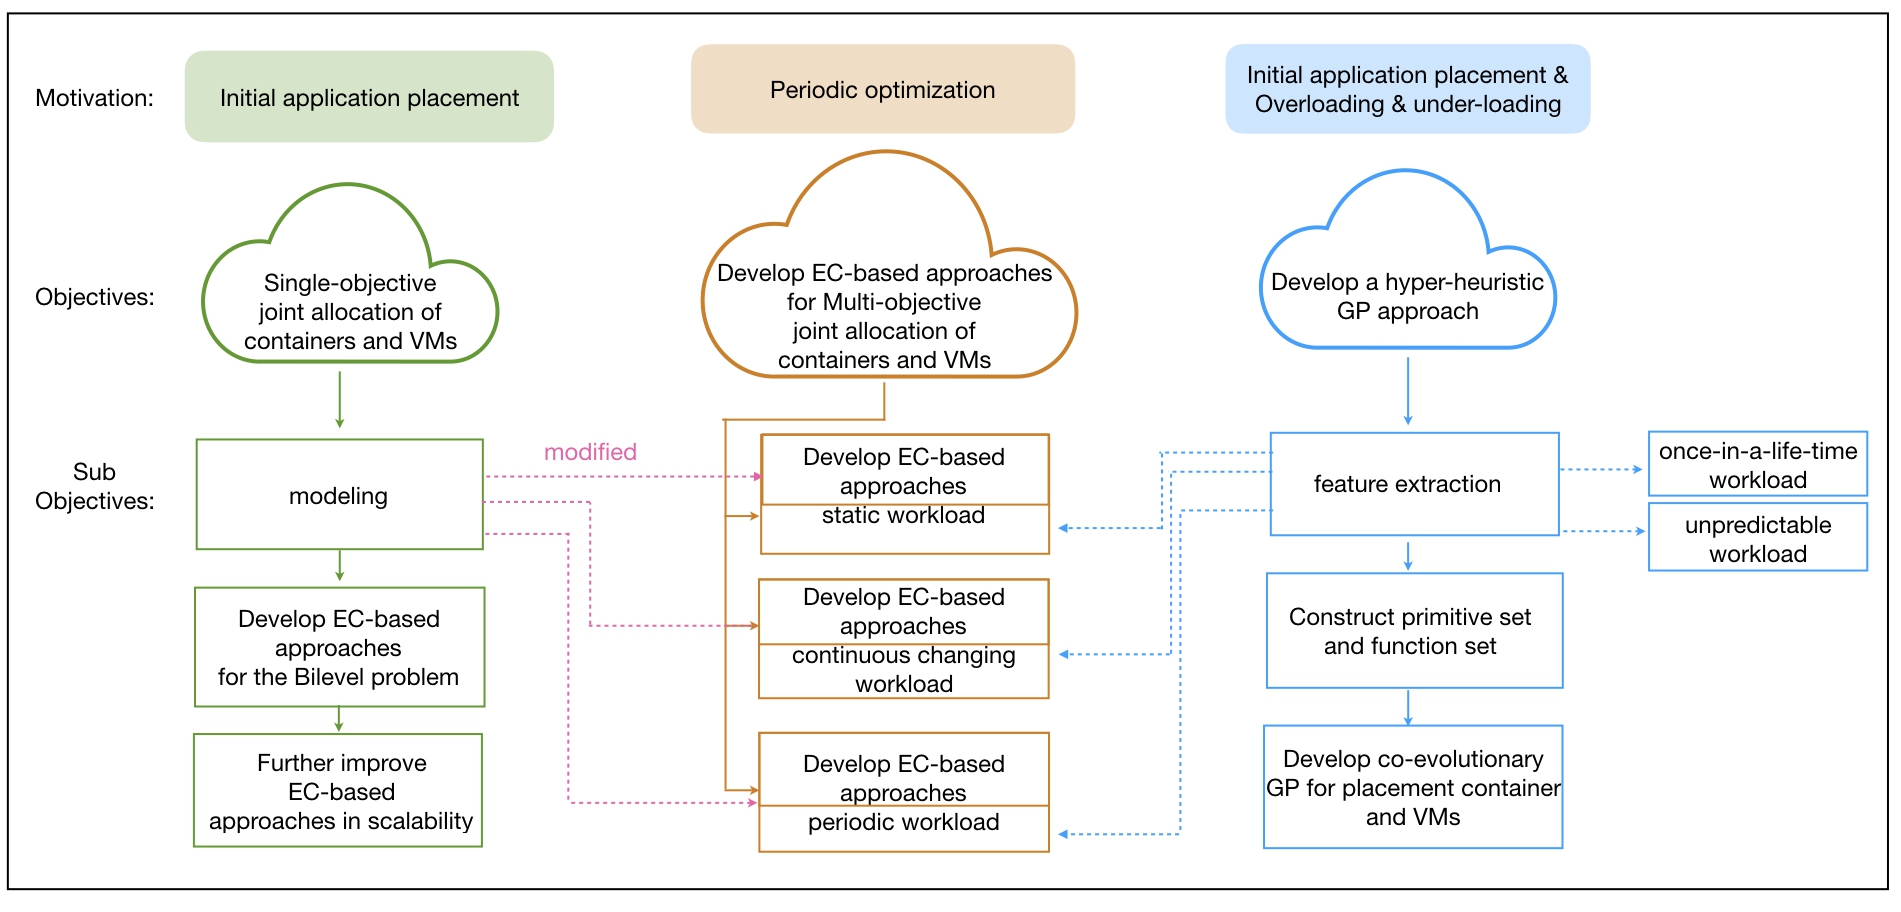 Motivation:
Initial application placement
Periodic optimization
Initial application placement &
Overloading & under-loading
Objectives:
Single-objective
joint allocation of
containers and VMs
Develop EC-based approaches
for Multi-objective
joint allocation of
containers and VMs
Develop a hyper-heuristic
GP approach
Sub
Objectives:
modeling
modified
Develop EC-based
approaches
static workload
feature extraction
once-in-a-life-time
workload
unpredictable
workload
Develop EC-based
approaches
for the Bilevel problem
Develop EC-based
approaches
continuous changing
workload
Construct primitive set
and function set
Further improve
EC-based
approaches in scalability
Develop EC-based
approaches
periodic workload
Develop co-evolutionary
GP for placement container
and VMs